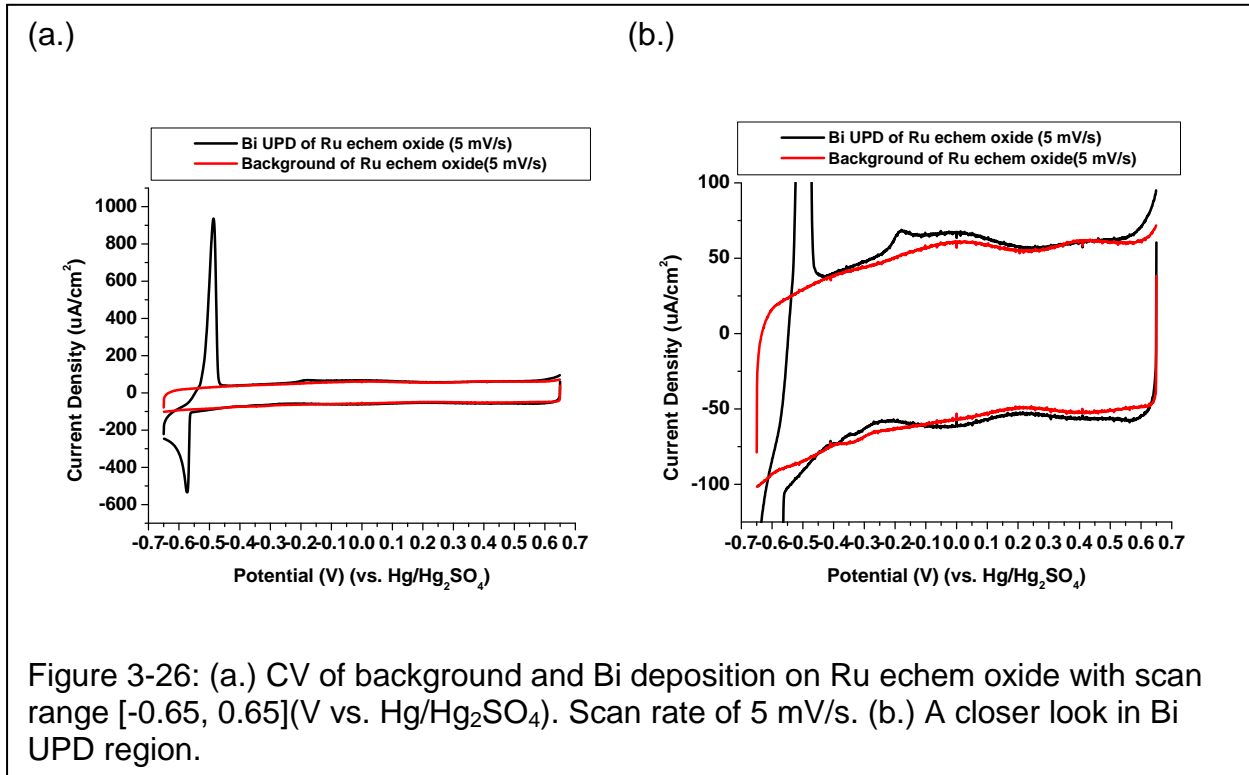 (a.)
(b.)
Bi UPD of Ru echem oxide (5 mV/s)
Background of Ru echem oxide(5 mV/s)
1000
800
600
400
200
0
-200
-400
-600
Current Density (uA/cm²)
-0.7 -0.6 -0.5 -0.4 -0.3 -0.2 -0.1 0.0 0.1 0.2 0.3 0.4 0.5 0.6 0.7
Potential (V) (vs. Hg/Hg₂SO₄)
Bi UPD of Ru echem oxide (5 mV/s)
Background of Ru echem oxide(5 mV/s)
100
50
0
-50
-100
Current Density (uA/cm²)
-0.7 -0.6 -0.5 -0.4 -0.3 -0.2 -0.1 0.0 0.1 0.2 0.3 0.4 0.5 0.6 0.7
Potential (V) (vs. Hg/Hg₂SO₄)
Figure 3-26: (a.) CV of background and Bi deposition on Ru echem oxide with scan
range [-0.65, 0.65](V vs. Hg/Hg₂SO₄). Scan rate of 5 mV/s. (b.) A closer look in Bi
UPD region.